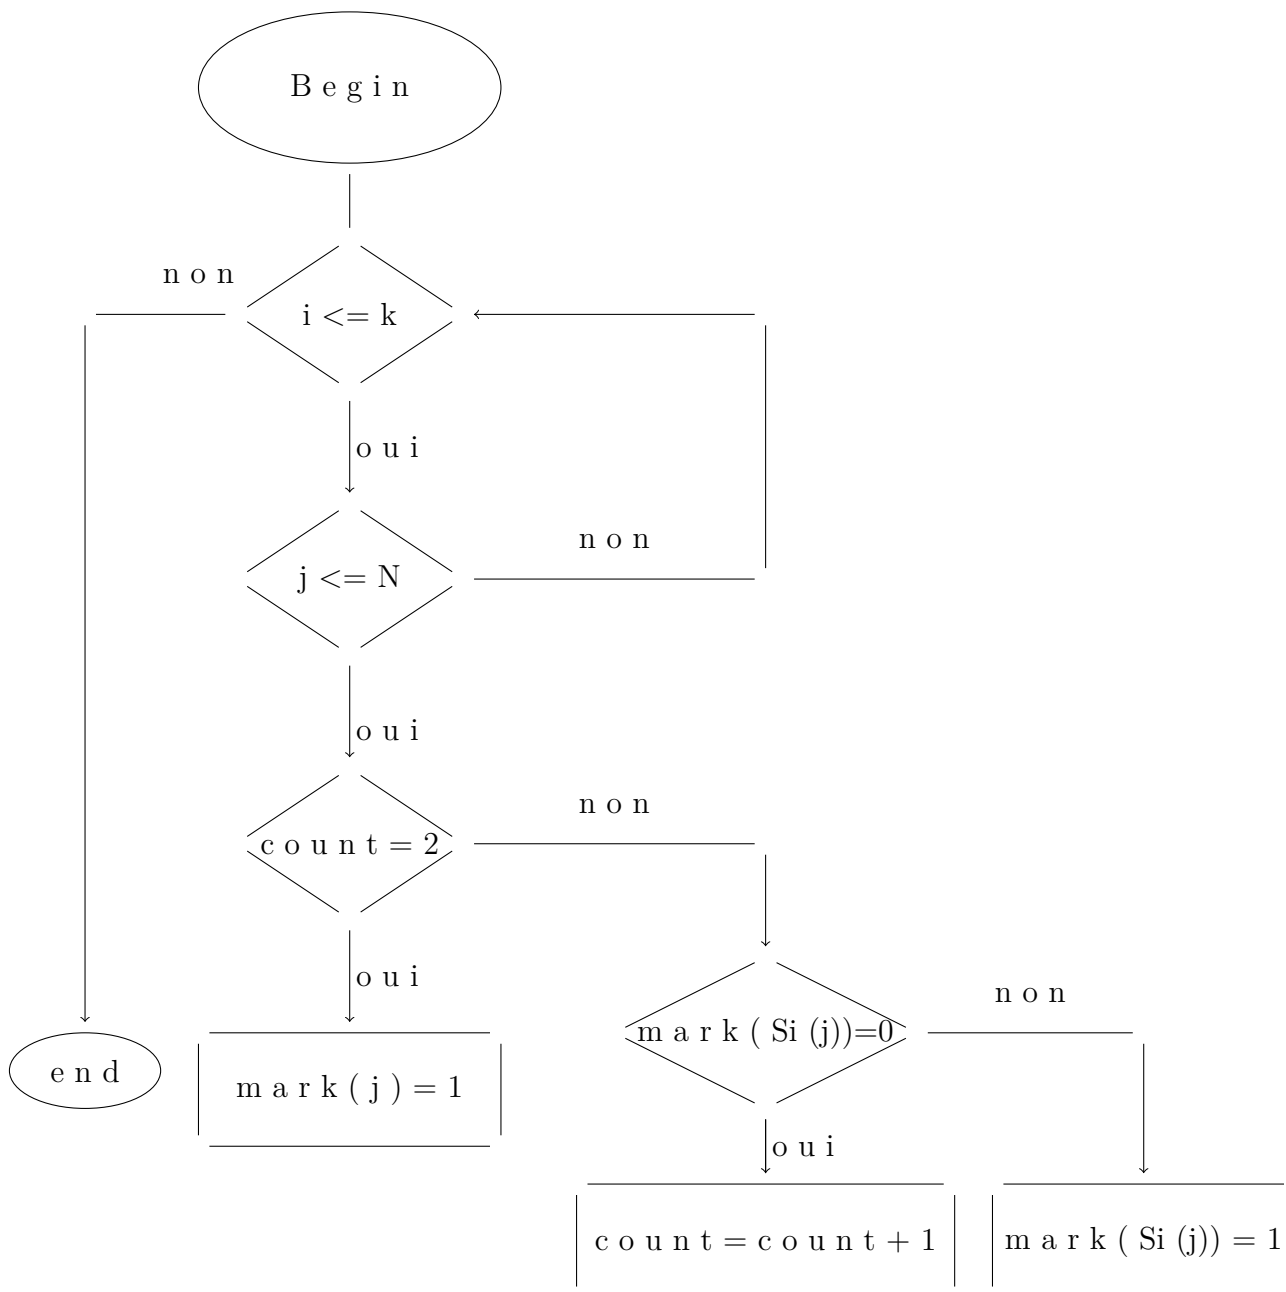 B e g i n
n o n
i <= k
o u i
n o n
j <= N
o u i
n o n
c o u n t = 2
o u i
n o n
m a r k ( Si (j))=0
e n d
m a r k ( j ) = 1
o u i
c o u n t = c o u n t + 1
m a r k ( Si (j)) = 1